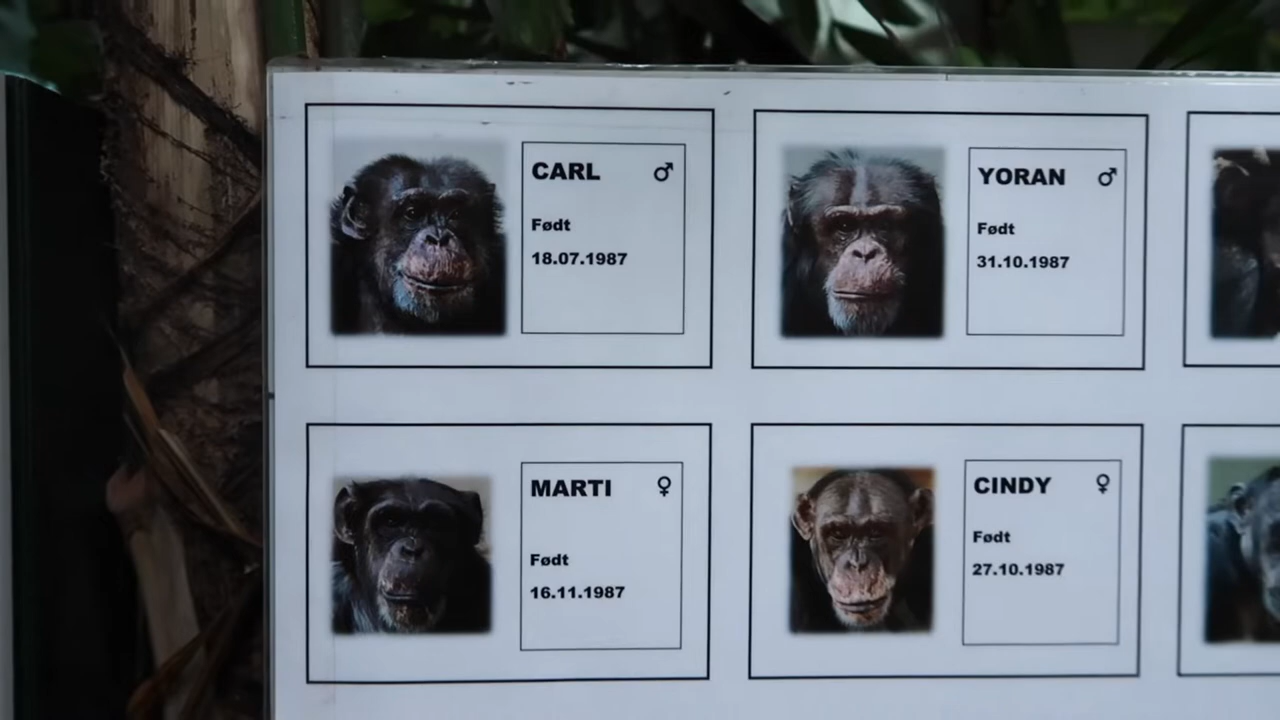 CARL ♂
Født
18.07.1987
YORAN ♂
Født
31.10.1987
MARTI ♀
Født
16.11.1987
CINDY ♀
Født
27.10.1987